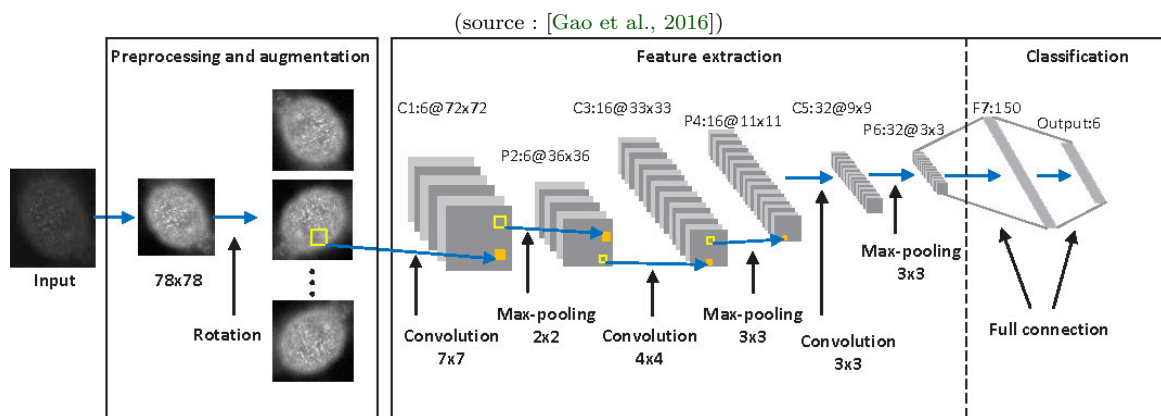 (source : [Gao et al., 2016])
Preprocessing and augmentation
Feature extraction
Classification
C1:6@72x72
P2:6@36x36
C3:16@33x33
P4:16@11x11
C5:32@9x9
P6:32@3x3
F7:150
Output:6
Input
78x78
Rotation
Convolution
7x7
Max-pooling
2x2
Convolution
4x4
Max-pooling
3x3
Convolution
3x3
Max-pooling
3x3
Full connection